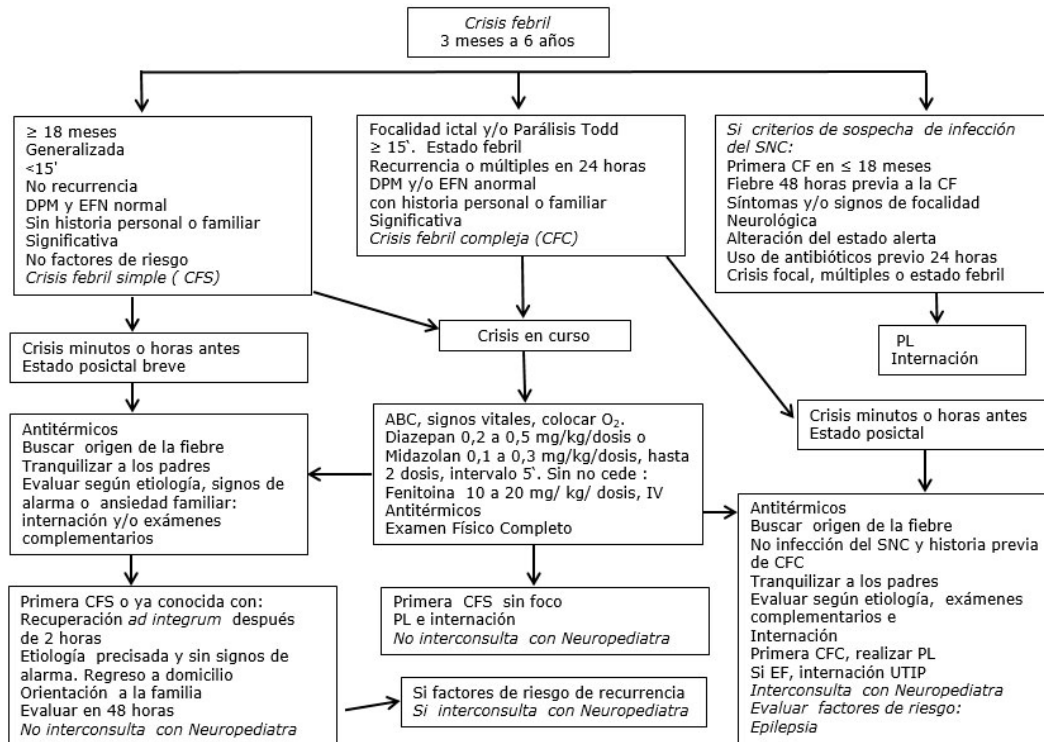 Crisis febril
3 meses a 6 años
≥ 18 meses
Generalizada
<15'
No recurrencia
DPM y EFN normal
Sin historia personal o familiar
Significativa
No factores de riesgo
Crisis febril simple ( CFS)
Focalidad ictal y/o Parálisis Todd
≥ 15`. Estado febril
Recurrencia o múltiples en 24 horas
DPM y/o EFN anormal
con historia personal o familiar
Significativa
Crisis febril compleja (CFC)
Si criterios de sospecha de infección
del SNC:
Primera CF en ≤ 18 meses
Fiebre 48 horas previa a la CF
Síntomas y/o signos de focalidad
Neurológica
Alteración del estado alerta
Uso de antibióticos previo 24 horas
Crisis focal, múltiples o estado febril
Crisis minutos o horas antes
Estado posictal breve
Crisis en curso
PL
Internación
Antitérmicos
Buscar origen de la fiebre
Tranquilizar a los padres
Evaluar según etiología, signos de
alarma o ansiedad familiar:
internación y/o exámenes
complementarios
ABC, signos vitales, colocar O₂.
Diazepan 0,2 a 0,5 mg/kg/dosis o
Midazolan 0,1 a 0,3 mg/kg/dosis, hasta
2 dosis, intervalo 5`. Sin no cede :
Fenitoina 10 a 20 mg/ kg/ dosis, IV
Antitérmicos
Examen Físico Completo
Crisis minutos o horas antes
Estado posictal
Primera CFS o ya conocida con:
Recuperación ad integrum después
de 2 horas
Etiología precisada y sin signos de
alarma. Regreso a domicilio
Orientación a la familia
Evaluar en 48 horas
No interconsulta con Neuropediatra
Primera CFS sin foco
PL e internación
No interconsulta con Neuropediatra
Si factores de riesgo de recurrencia
Si interconsulta con Neuropediatra
Antitérmicos
Buscar origen de la fiebre
No infección del SNC y historia previa
de CFC
Tranquilizar a los padres
Evaluar según etiología, exámenes
complementarios e
Internación
Primera CFC, realizar PL
Si EF, internación UTIP
Interconsulta con Neuropediatra
Evaluar factores de riesgo:
Epilepsia